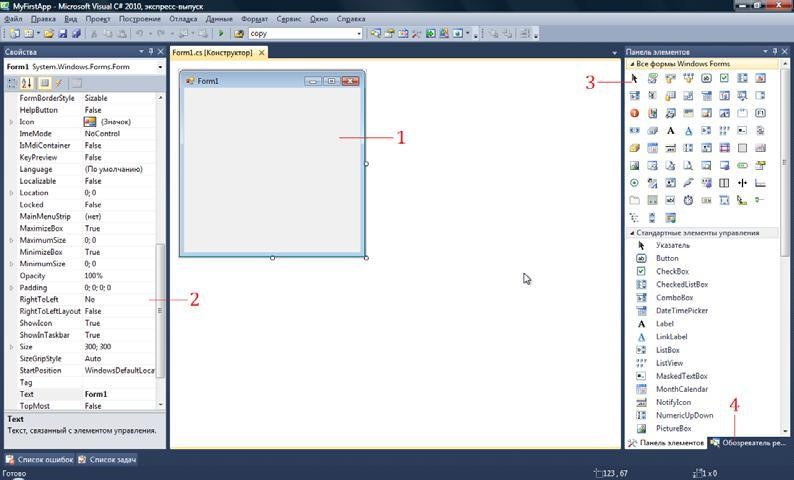 MyFirstApp - Microsoft Visual C# 2010, экспресс-выпуск
Файл Правка Вид Проект Построение Отладка Данные Формат Сервис Окно Справка
copy
Свойства
Form1 System.Windows.Forms.Form
FormBorderStyle Sizable
HelpButton False
Icon (Значок)
ImeMode NoControl
IsMdiContainer False
KeyPreview False
Language (По умолчанию)
Localizable False
Location 0; 0
Locked False
MainMenuStrip (нет)
MaximizeBox True
MaximumSize 0; 0
MinimizeBox True
MinimumSize 0; 0
Opacity 100%
Padding 0; 0; 0; 0
RightToLeft No
RightToLeftLayout False
ShowIcon True
ShowInTaskbar True
Size 300; 300
SizeGripStyle Auto
StartPosition WindowsDefaultLoca
Tag
Text Form1
TopMost False
Text
Текст, связанный с элементом управления.
2
Form1.cs [Конструктор]
Form1
1
Панель элементов
Все формы Windows Forms
3
Стандартные элементы управления
Указатель
Button
CheckBox
CheckedListBox
ComboBox
DateTimePicker
Label
LinkLabel
ListBox
ListView
MaskedTextBox
MonthCalendar
NotifyIcon
NumericUpDown
PictureBox
4
Панель элементов Обозреватель ре...
Список ошибок Список задач
Готово 123 , 67 1 x 0